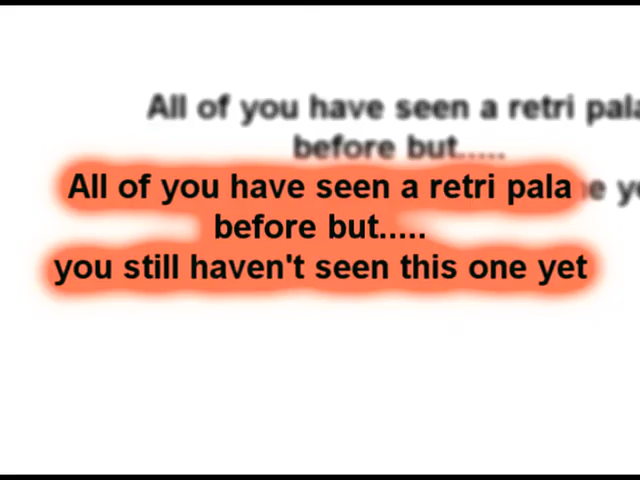 All of you have seen a retri pala
before but.....
All of you have seen a retri pala
before but.....
you still haven't seen this one yet